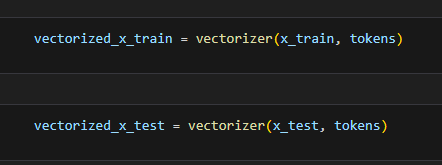 vectorized_x_train = vectorizer(x_train, tokens)
vectorized_x_test = vectorizer(x_test, tokens)